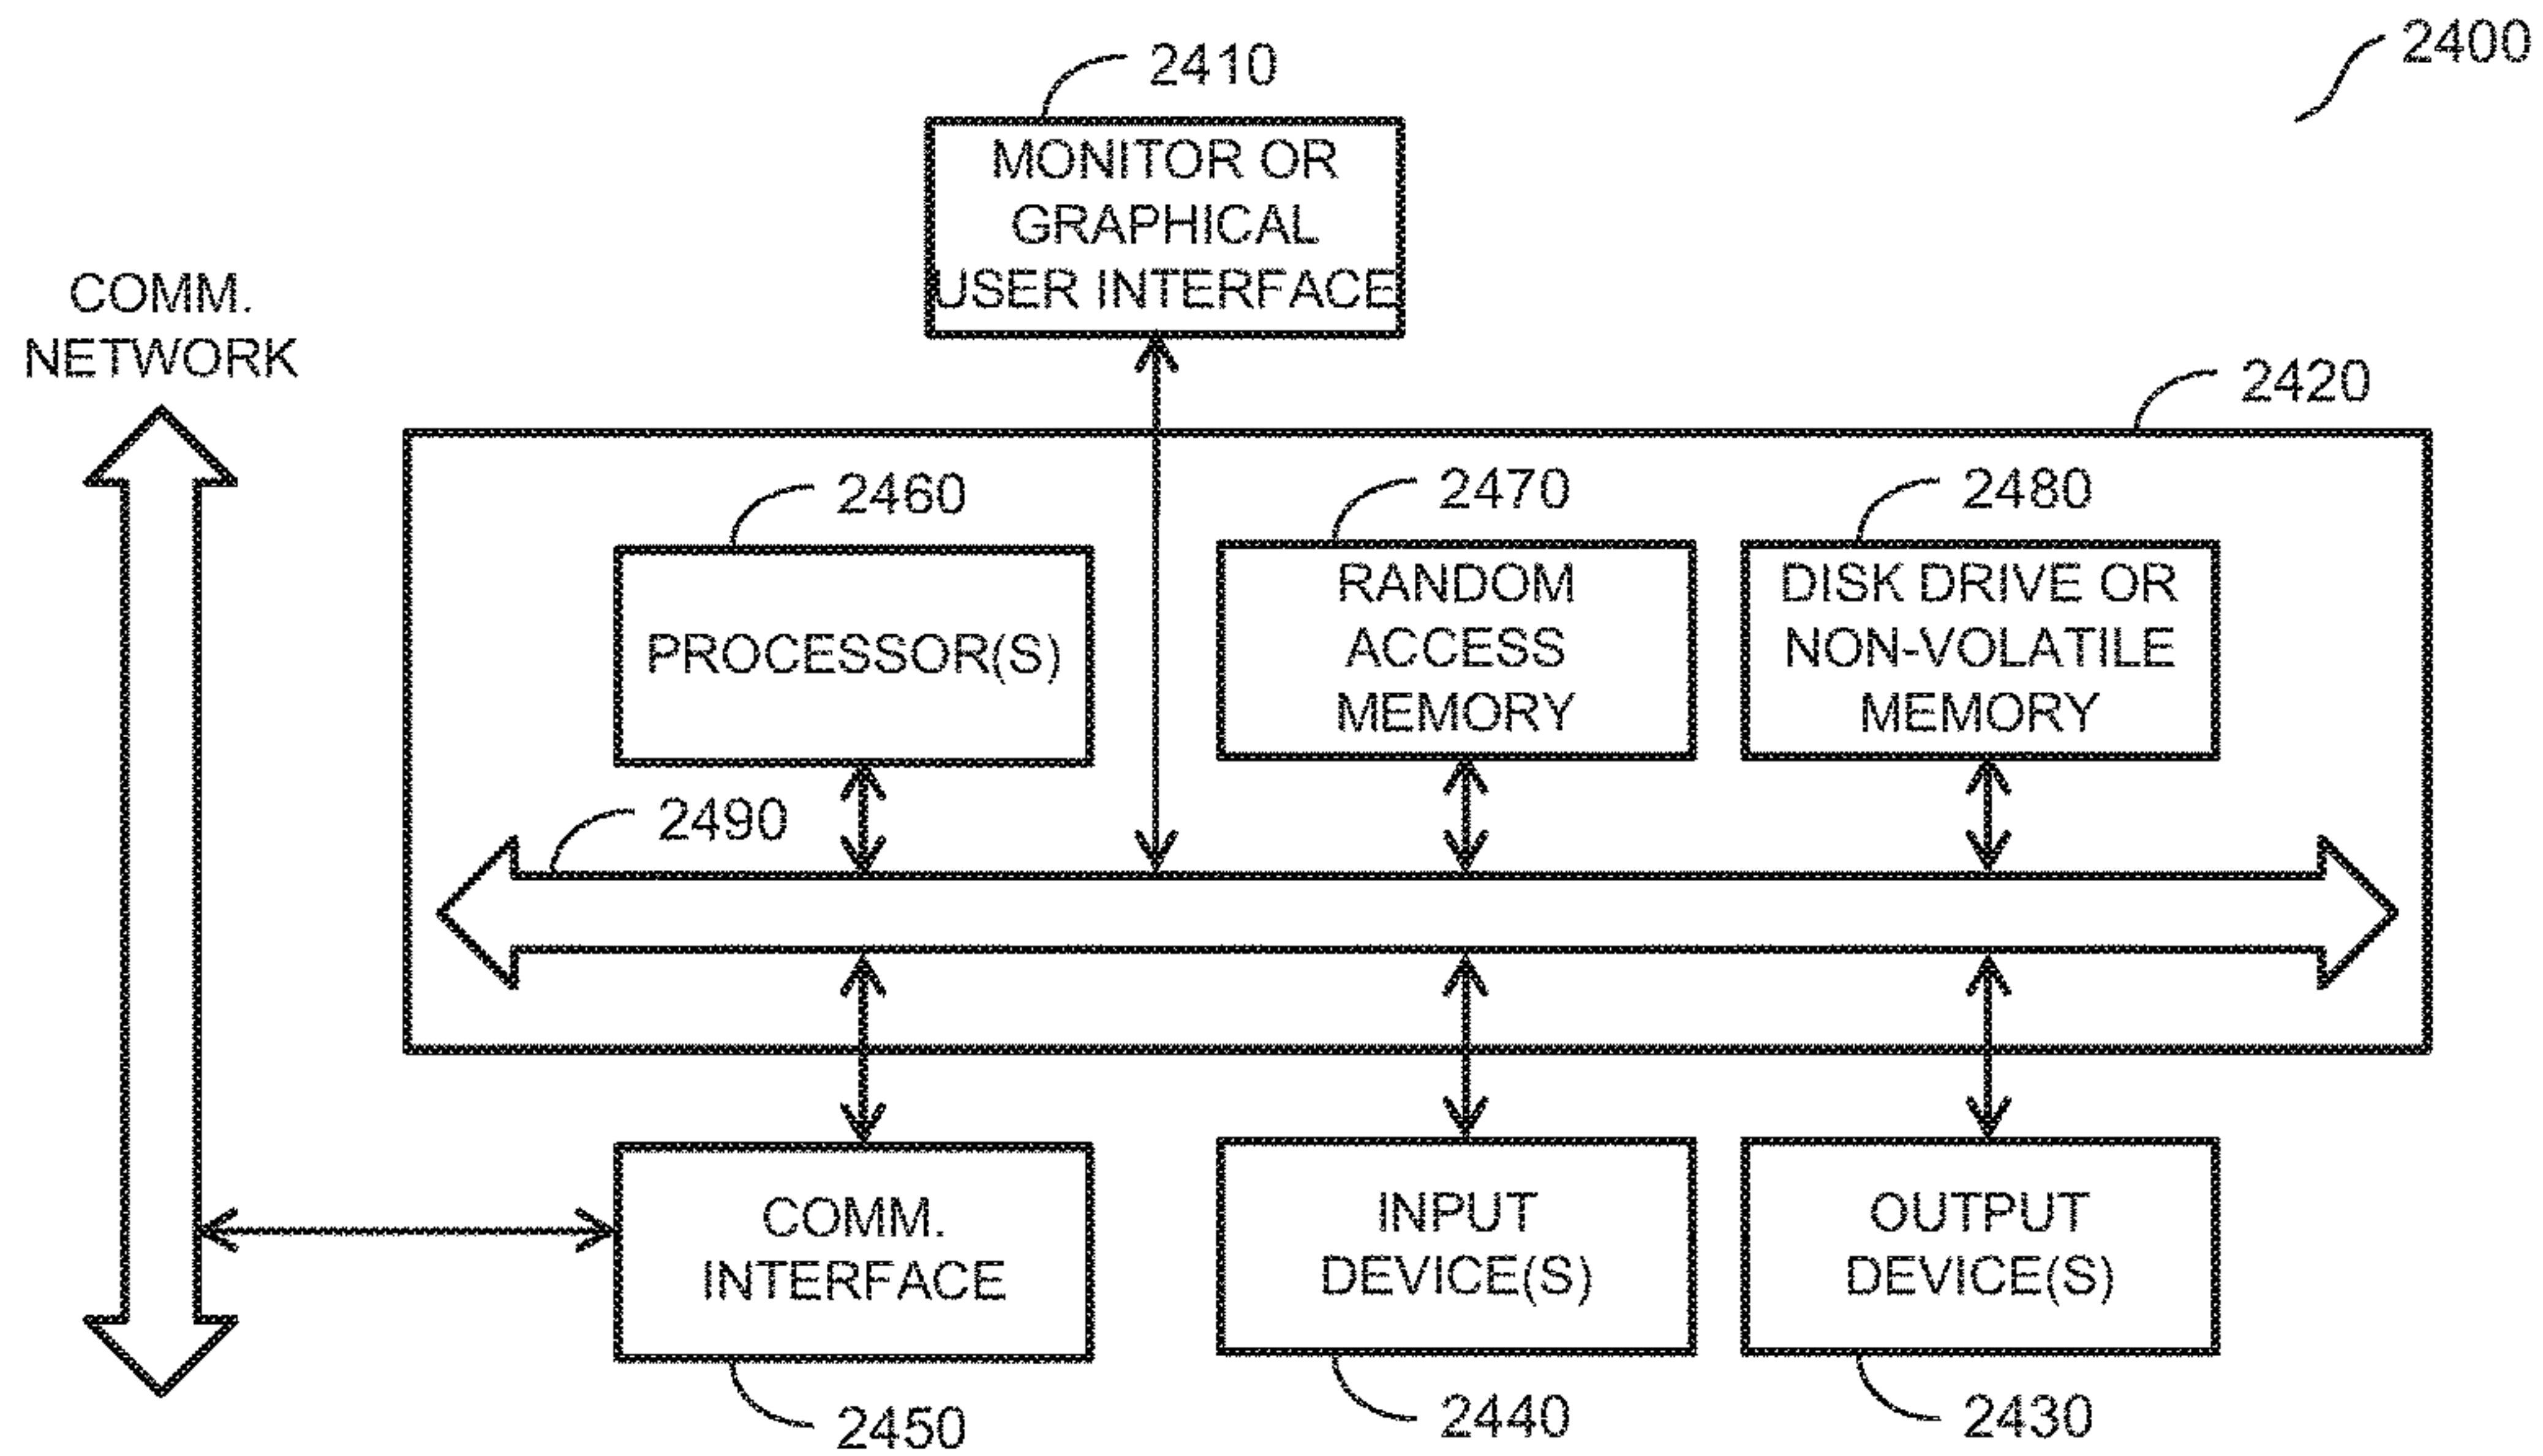 2400
2410
MONITOR OR
GRAPHICAL
USER INTERFACE
COMM.
NETWORK
2420
2460
PROCESSOR(S)
2470
RANDOM
ACCESS
MEMORY
2480
DISK DRIVE OR
NON-VOLATILE
MEMORY
2490
COMM.
INTERFACE
2450
INPUT
DEVICE(S)
2440
OUTPUT
DEVICE(S)
2430